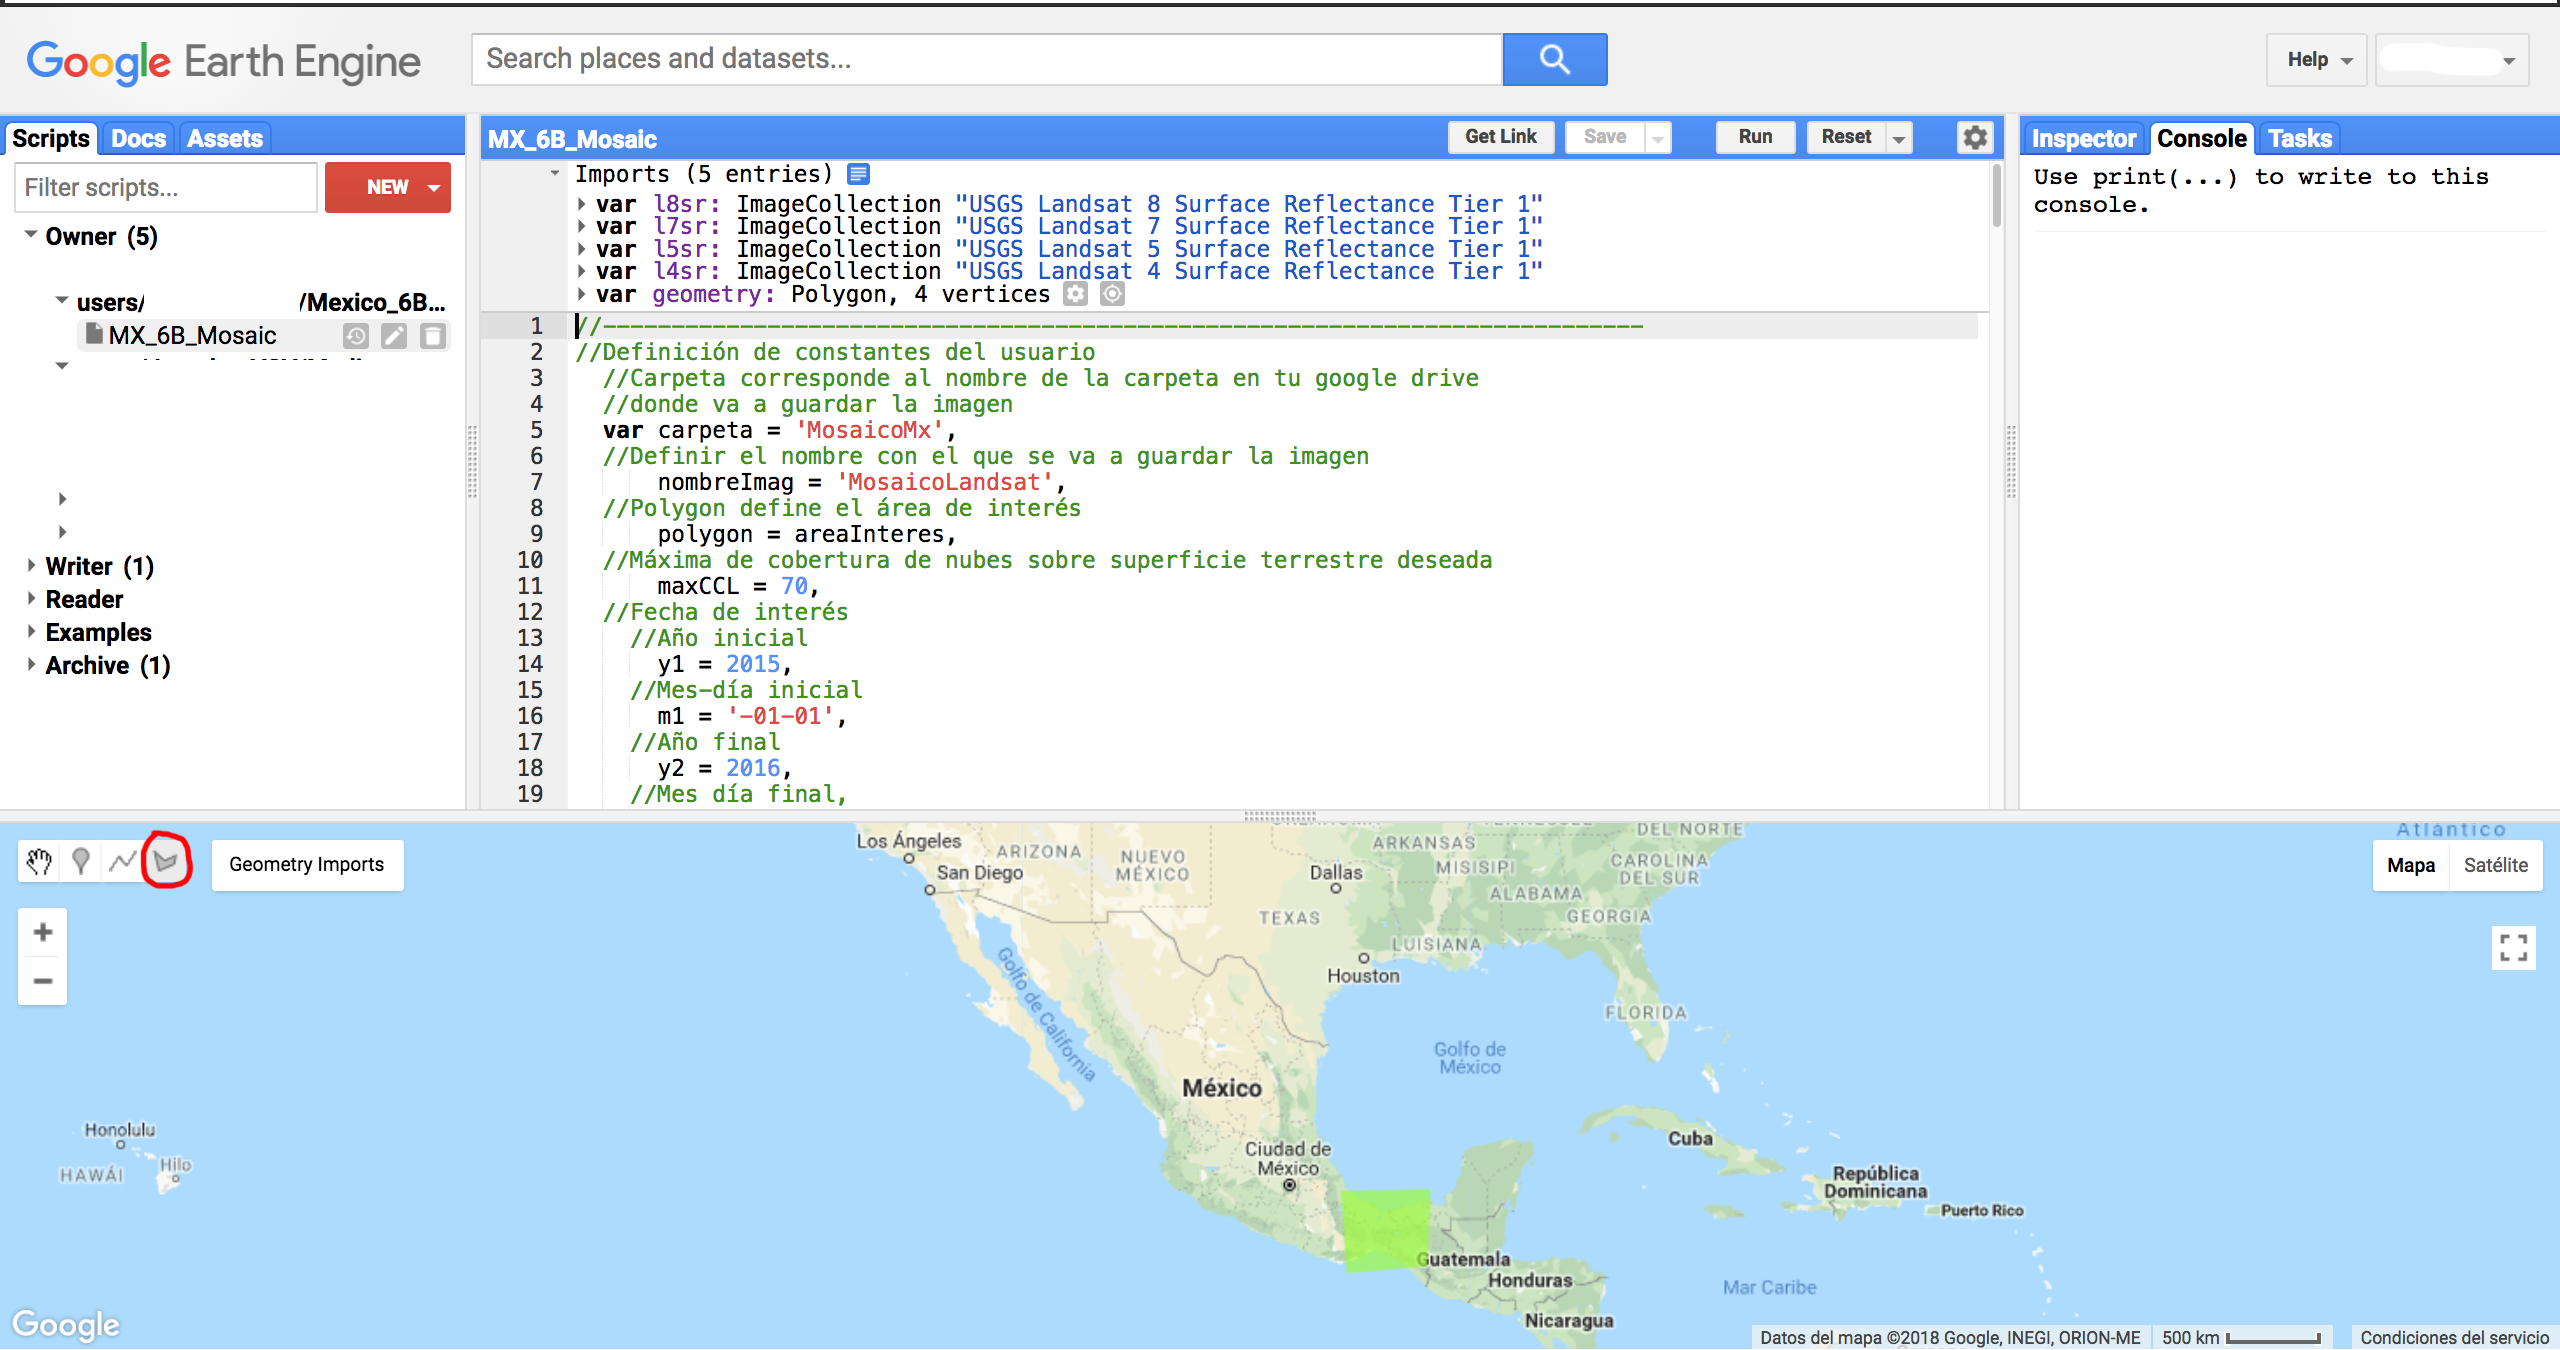 Google Earth Engine
Search places and datasets...
Help
Scripts Docs Assets
Filter scripts...
NEW
Owner (5)
users/ /Mexico_6B...
MX_6B_Mosaic
Writer (1)
Reader
Examples
Archive (1)
MX_6B_Mosaic
Get Link Save Run Reset
Imports (5 entries)
var l8sr: ImageCollection "USGS Landsat 8 Surface Reflectance Tier 1"
var l7sr: ImageCollection "USGS Landsat 7 Surface Reflectance Tier 1"
var l5sr: ImageCollection "USGS Landsat 5 Surface Reflectance Tier 1"
var l4sr: ImageCollection "USGS Landsat 4 Surface Reflectance Tier 1"
var geometry: Polygon, 4 vertices
1 //----------------------------------------------------------------------------
2 //Definición de constantes del usuario
3 //Carpeta corresponde al nombre de la carpeta en tu google drive
4 //donde va a guardar la imagen
5 var carpeta = 'MosaicoMx',
6 //Definir el nombre con el que se va a guardar la imagen
7 nombreImag = 'MosaicoLandsat',
8 //Polygon define el área de interés
9 polygon = areaInteres,
10 //Máxima de cobertura de nubes sobre superficie terrestre deseada
11 maxCCL = 70,
12 //Fecha de interés
13 //Año inicial
14 y1 = 2015,
15 //Mes-día inicial
16 m1 = '-01-01',
17 //Año final
18 y2 = 2016,
19 //Mes día final,
Inspector Console Tasks
Use print(...) to write to this
console.
Geometry Imports
Mapa Satélite
+
−
Los Ángeles
San Diego
ARIZONA
NUEVO
MÉXICO
Dallas
TEXAS
ARKANSAS
MISISIPI
ALABAMA
GEORGIA
DEL NORTE
CAROLINA
DEL SUR
Atlántico
LUISIANA
Houston
FLORIDA
Golfo de California
Golfo de
México
México
Ciudad de
México
Honolulu
HAWÁI
Hilo
Cuba
República
Dominicana
Puerto Rico
Guatemala
Honduras
Nicaragua
Mar Caribe
Google
Datos del mapa ©2018 Google, INEGI, ORION-ME 500 km Condiciones del servicio